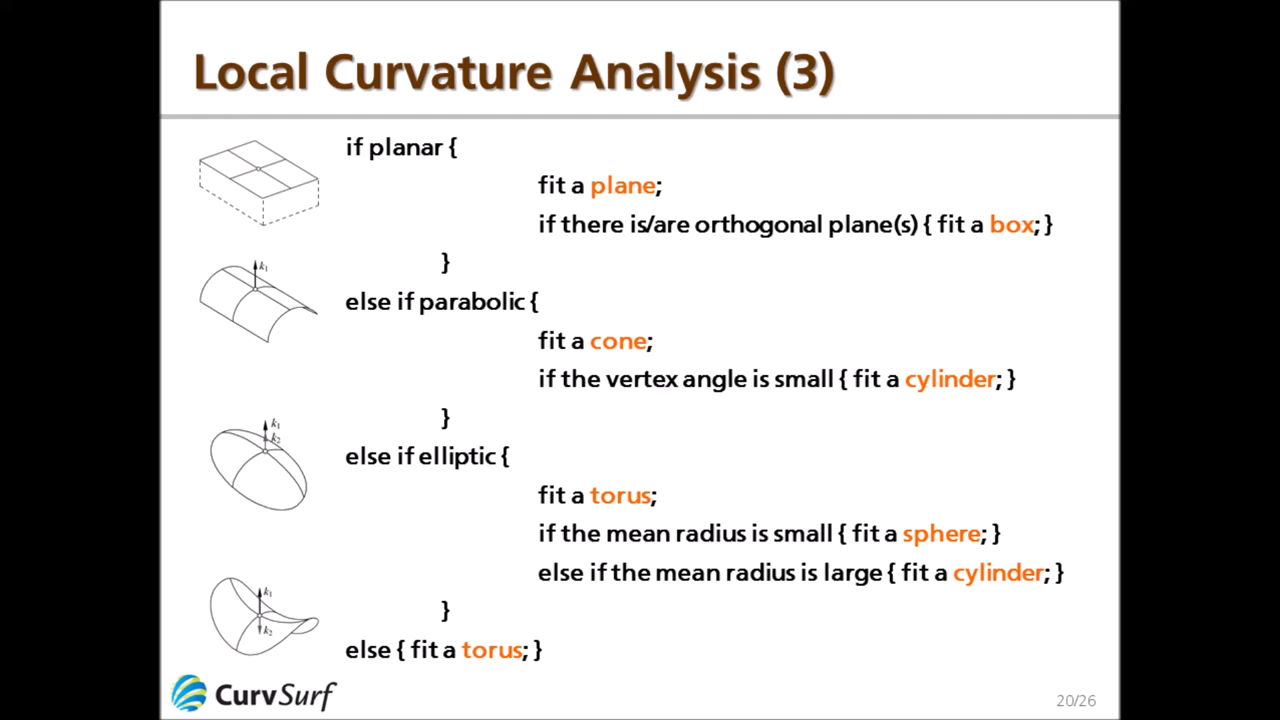 Local Curvature Analysis (3)
if planar {
fit a plane;
if there is/are orthogonal plane(s) { fit a box; }
}
k₁
else if parabolic {
fit a cone;
if the vertex angle is small { fit a cylinder; }
}
k₁
k₂
else if elliptic {
fit a torus;
if the mean radius is small { fit a sphere; }
else if the mean radius is large { fit a cylinder; }
}
k₁
k₂
else { fit a torus; }
CurvSurf
20/26